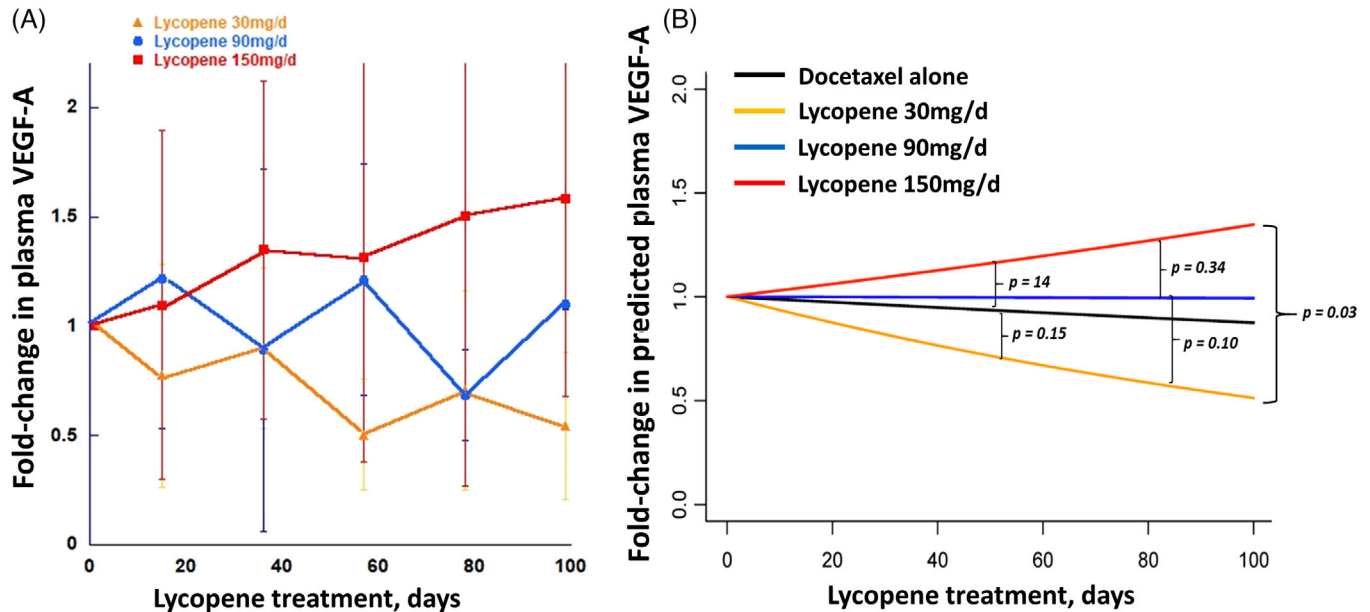 (A)
Lycopene 30mg/d
Lycopene 90mg/d
Lycopene 150mg/d
Fold-change in plasma VEGF-A
2
1.5
1
0.5
0
0
20
40
60
80
100
Lycopene treatment, days
(B)
Docetaxel alone
Lycopene 30mg/d
Lycopene 90mg/d
Lycopene 150mg/d
Fold-change in predicted plasma VEGF-A
2.0
1.5
1.0
0.5
0.0
p = 14
p = 0.34
p = 0.15
p = 0.10
p = 0.03
0
20
40
60
80
100
Lycopene treatment, days